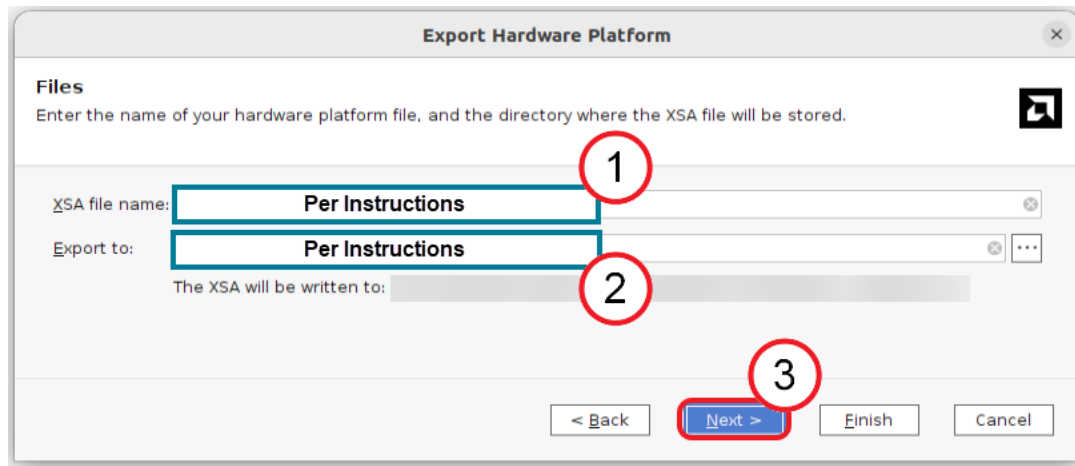 Export Hardware Platform
Files
Enter the name of your hardware platform file, and the directory where the XSA file will be stored.
1
XSA file name: Per Instructions
Export to: Per Instructions ...
The XSA will be written to:
2
3
< Back Next > Finish Cancel